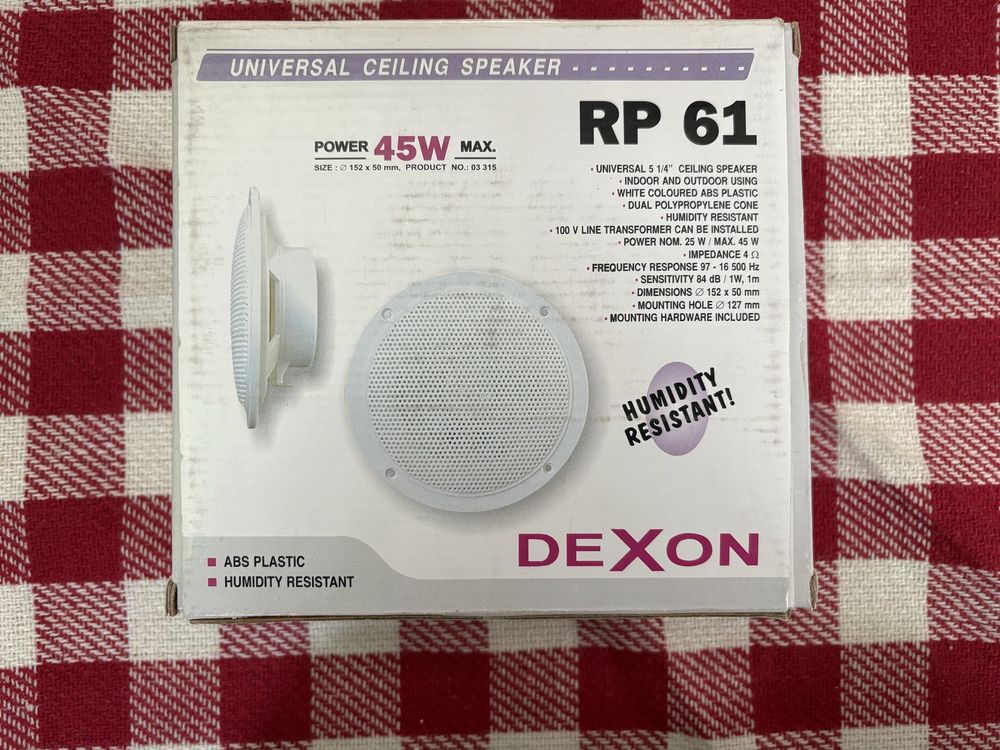 UNIVERSAL CEILING SPEAKER
RP 61
POWER 45W MAX.
SIZE : ∅ 152 x 50 mm, PRODUCT NO.: 03 315
• UNIVERSAL 5 1/4" CEILING SPEAKER
• INDOOR AND OUTDOOR USING
• WHITE COLOURED ABS PLASTIC
• DUAL POLYPROPYLENE CONE
• HUMIDITY RESISTANT
• 100 V LINE TRANSFORMER CAN BE INSTALLED
• POWER NOM. 25 W / MAX. 45 W
• IMPEDANCE 4 Ω
• FREQUENCY RESPONSE 97 - 16 500 Hz
• SENSITIVITY 84 dB / 1W, 1m
• DIMENSIONS ∅ 152 x 50 mm
• MOUNTING HOLE ∅ 127 mm
• MOUNTING HARDWARE INCLUDED
HUMIDITY
RESISTANT!
DEXON
ABS PLASTIC
HUMIDITY RESISTANT